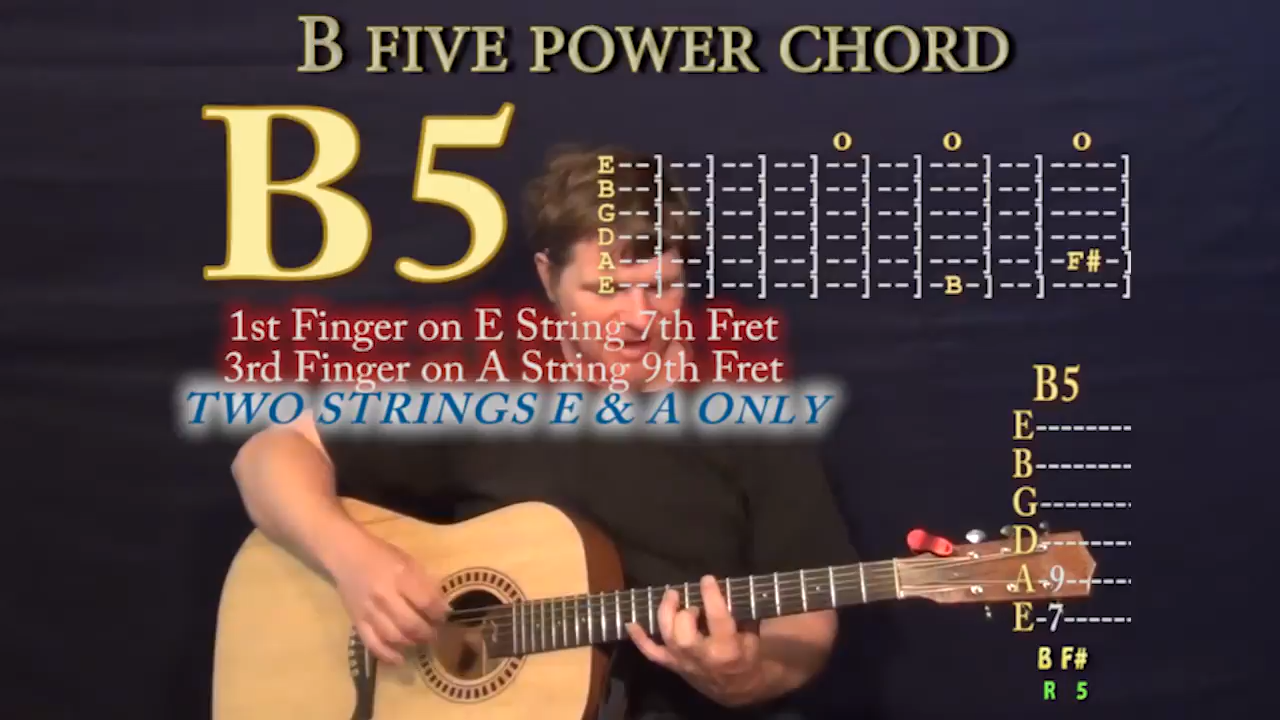 B FIVE POWER CHORD
B5
O O O
E--]--]--]--]--]--]--]--]----]
B--]--]--]--]--]--]--]--]----]
G--]--]--]--]--]--]--]--]----]
D--]--]--]--]--]--]--]--]----]
A--]--]--]--]--]--]--]--]-F#-]
E--]--]--]--]--]--]-B-]--]----]
1st Finger on E String 7th Fret
3rd Finger on A String 9th Fret
TWO STRINGS E & A ONLY
B5
E--------
B--------
G--------
D--------
A-9------
E-7------
B F#
R 5